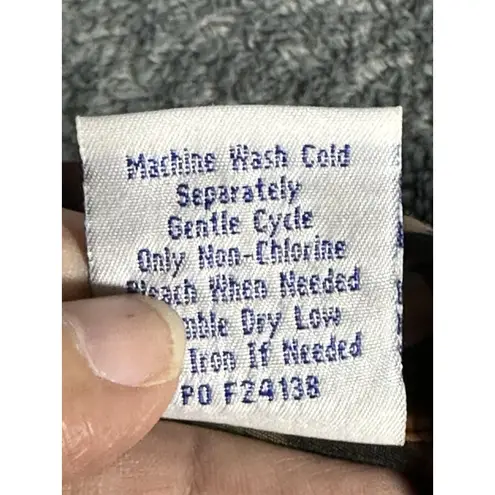 Machine Wash Cold
Separately
Gentle Cycle
Only Non-Chlorine
Bleach When Needed
mble Dry Low
Iron If Needed
PO F24138